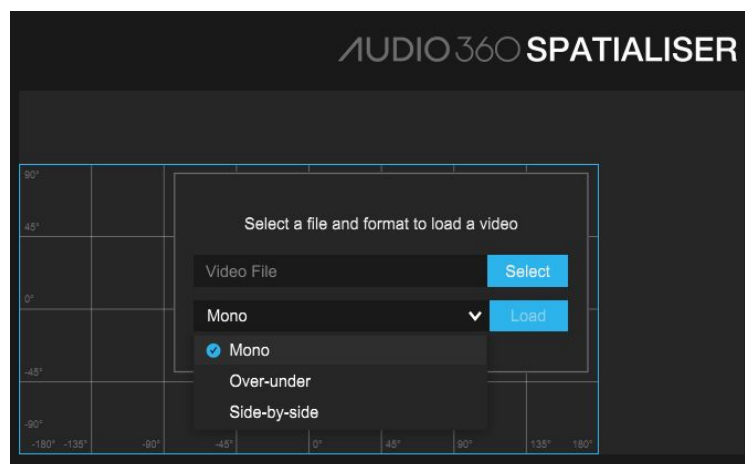 AUDIO360 SPATIALISER
90°
45°
Select a file and format to load a video
Video File
Select
0°
Mono
Load
Mono
-45°
Over-under
Side-by-side
-90°
-180° -135° -90° -45° 0° 45° 90° 135° 180°